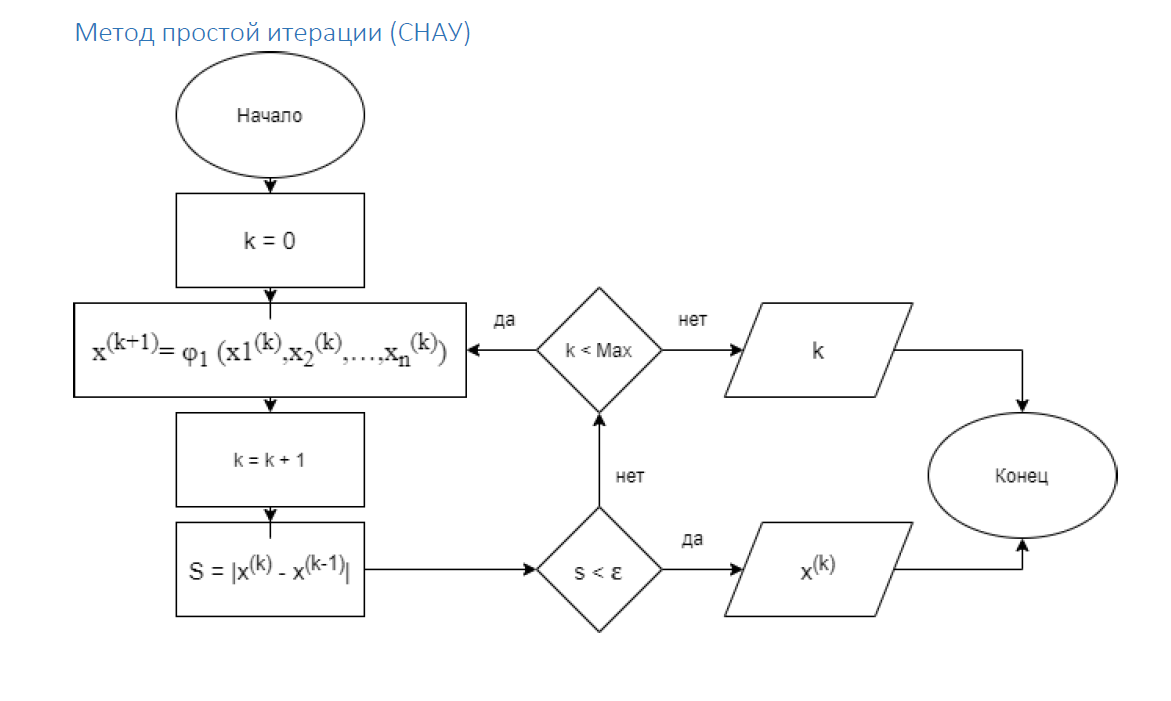 Метод простой итерации (СНАУ)
Начало
k = 0
x⁽ᵏ⁺¹⁾= φ₁ (x1⁽ᵏ⁾,x₂⁽ᵏ⁾,....,xₙ⁽ᵏ⁾)
да
k < Max
нет
k
k = k + 1
нет
Конец
S = |x⁽ᵏ⁾ - x⁽ᵏ⁻¹⁾|
s < ε
да
x⁽ᵏ⁾